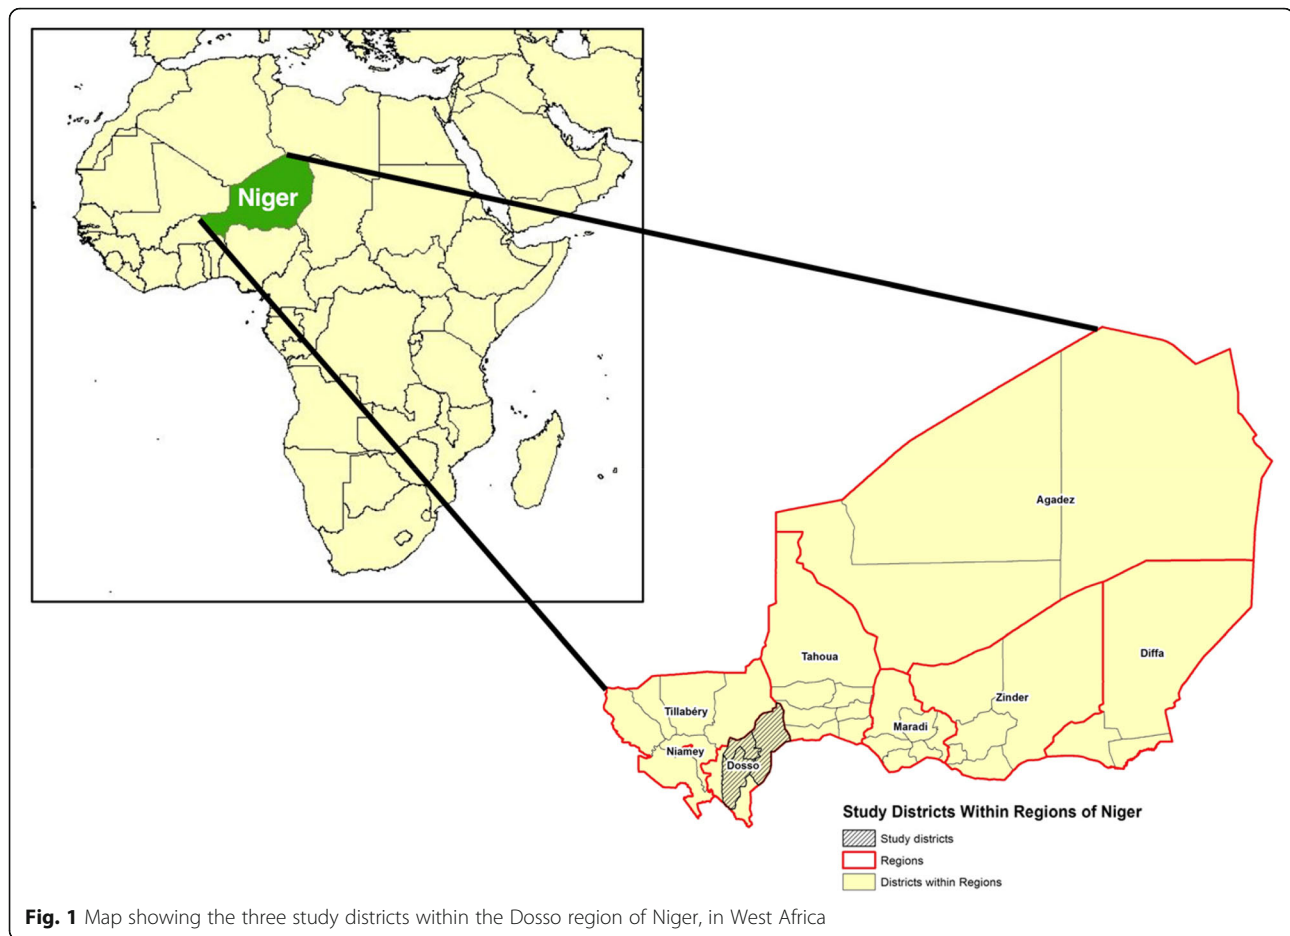 Niger
Agadez
Tahoua
Diffa
Zinder
Tillabéry
Maradi
Niamey
Dosso
Study Districts Within Regions of Niger
Study districts
Regions
Districts within Regions
Fig. 1 Map showing the three study districts within the Dosso region of Niger, in West Africa